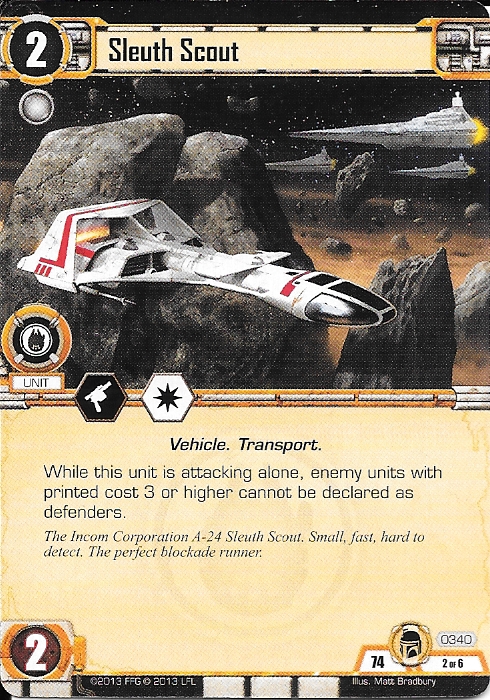 2
Sleuth Scout
UNIT
Vehicle. Transport.
While this unit is attacking alone, enemy units with
printed cost 3 or higher cannot be declared as
defenders.
The Incom Corporation A-24 Sleuth Scout. Small, fast, hard to
detect. The perfect blockade runner.
2
0340
74
2 OF 6
©2013 FFG © 2013 LFL
Illus. Matt Bradbury